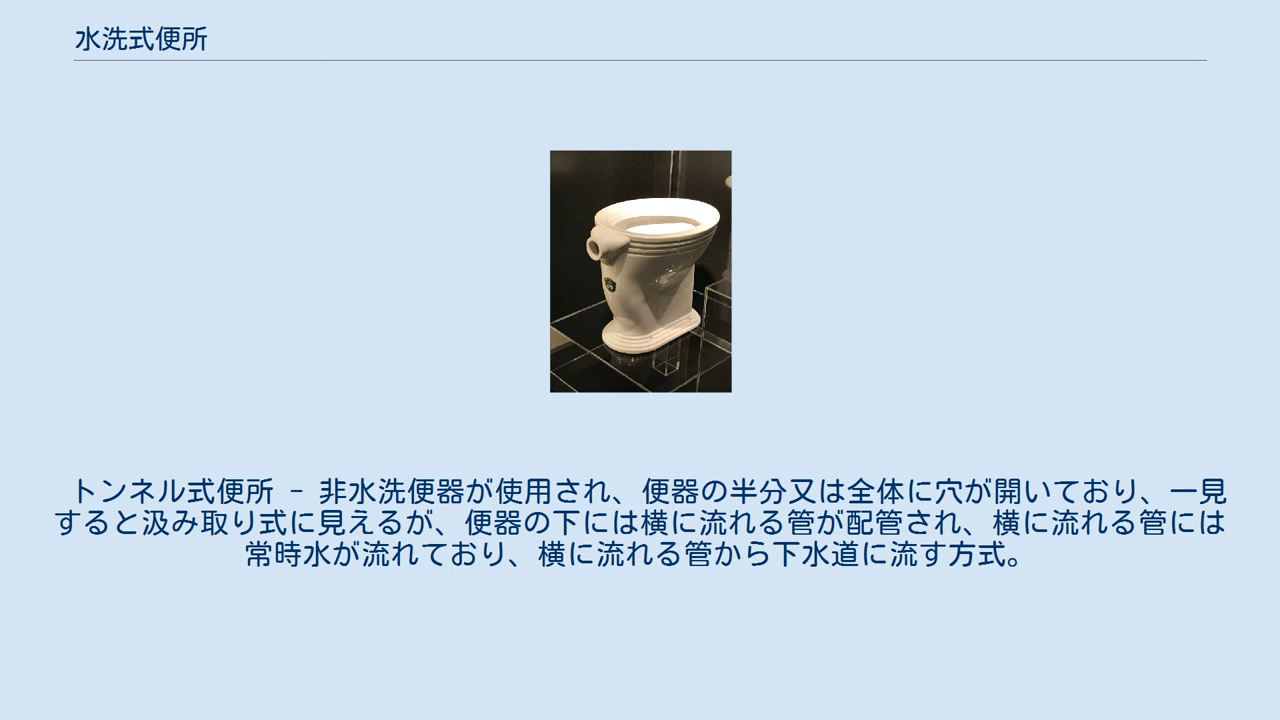 水洗式便所
トンネル式便所 - 非水洗便器が使用され、便器の半分又は全体に穴が開いており、一見
すると汲み取り式に見えるが、便器の下には横に流れる管が配管され、横に流れる管には
常時水が流れており、横に流れる管から下水道に流す方式。